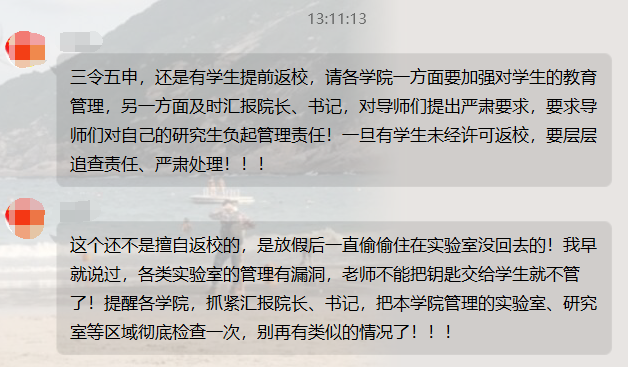 13:11:13
三令五申，还是有学生提前返校，请各学院一方面要加强对学生的教育
管理，另一方面及时汇报院长、书记，对导师们提出严肃要求，要求导
师们对自己的研究生负起管理责任！一旦有学生未经许可返校，要层层
追查责任、严肃处理！！！
这个还不是擅自返校的，是放假后一直偷偷住在实验室没回去的！我早
就说过，各类实验室的管理有漏洞，老师不能把钥匙交给学生就不管
了！提醒各学院，抓紧汇报院长、书记，把本学院管理的实验室、研究
室等区域彻底检查一次，别再有类似的情况了！！！